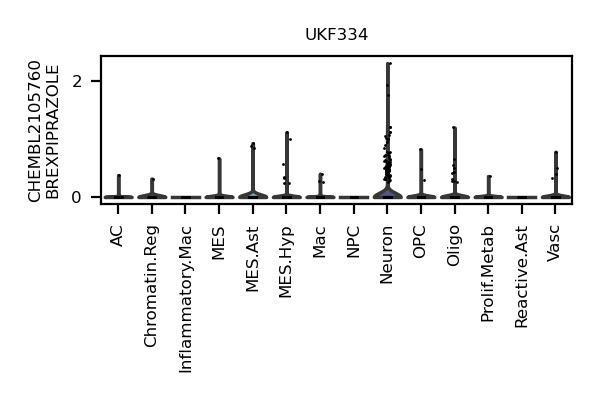 UKF334
CHEMBL2105760
BREXPIPRAZOLE
2
0
AC
Chromatin.Reg
Inflammatory.Mac
MES
MES.Ast
MES.Hyp
Mac
NPC
Neuron
OPC
Oligo
Prolif.Metab
Reactive.Ast
Vasc